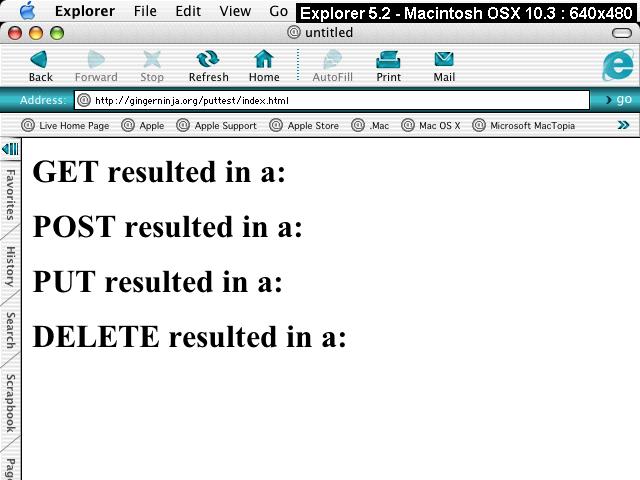 Explorer File Edit View Go
Explorer 5.2 - Macintosh OSX 10.3 : 640x480
@ untitled
Back Forward Stop Refresh Home AutoFill Print Mail
Address: @ http://gingerninja.org/puttest/index.html › go
@ Live Home Page @ Apple @ Apple Support @ Apple Store @ .Mac @ Mac OS X @ Microsoft MacTopia »
Favorites
History
Search
Scrapbook
Pag
GET resulted in a:
POST resulted in a:
PUT resulted in a:
DELETE resulted in a: